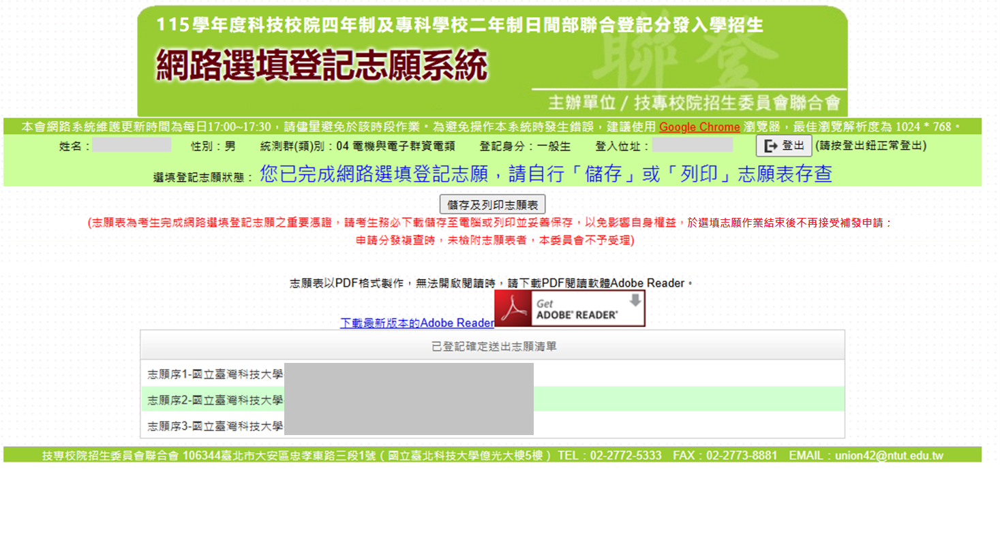 115學年度科技校院四年制及專科學校二年制日間部聯合登記分發入學招生
聯登
網路選填登記志願系統
主辦單位 / 技專校院招生委員會聯合會
本會網路系統維護更新時間為每日17:00~17:30，請儘量避免於該時段作業。為避免操作本系統時發生錯誤，建議使用 Google Chrome 瀏覽器，最佳瀏覽解析度為 1024 * 768。
姓名： 性別：男 統測群(類)別：04 電機與電子群資電類 登記身分：一般生 登入位址： 登出 (請按登出鈕正常登出)
選填登記志願狀態： 您已完成網路選填登記志願，請自行「儲存」或「列印」志願表存查
儲存及列印志願表
(志願表為考生完成網路選填登記志願之重要憑證，請考生務必下載儲存至電腦或列印並妥善保存，以免影響自身權益，於選填志願作業結束後不再接受補發申請：
申請分發複查時，未檢附志願表者，本委員會不予受理)
志願表以PDF格式製作，無法開啟閱讀時，請下載PDF閱讀軟體Adobe Reader。
Get
ADOBE® READER®
下載最新版本的Adobe Reader
已登記確定送出志願清單
志願序1-國立臺灣科技大學
志願序2-國立臺灣科技大學
志願序3-國立臺灣科技大學
技專校院招生委員會聯合會 106344臺北市大安區忠孝東路三段1號（國立臺北科技大學億光大樓5樓）TEL：02-2772-5333 FAX：02-2773-8881 EMAIL：union42@ntut.edu.tw